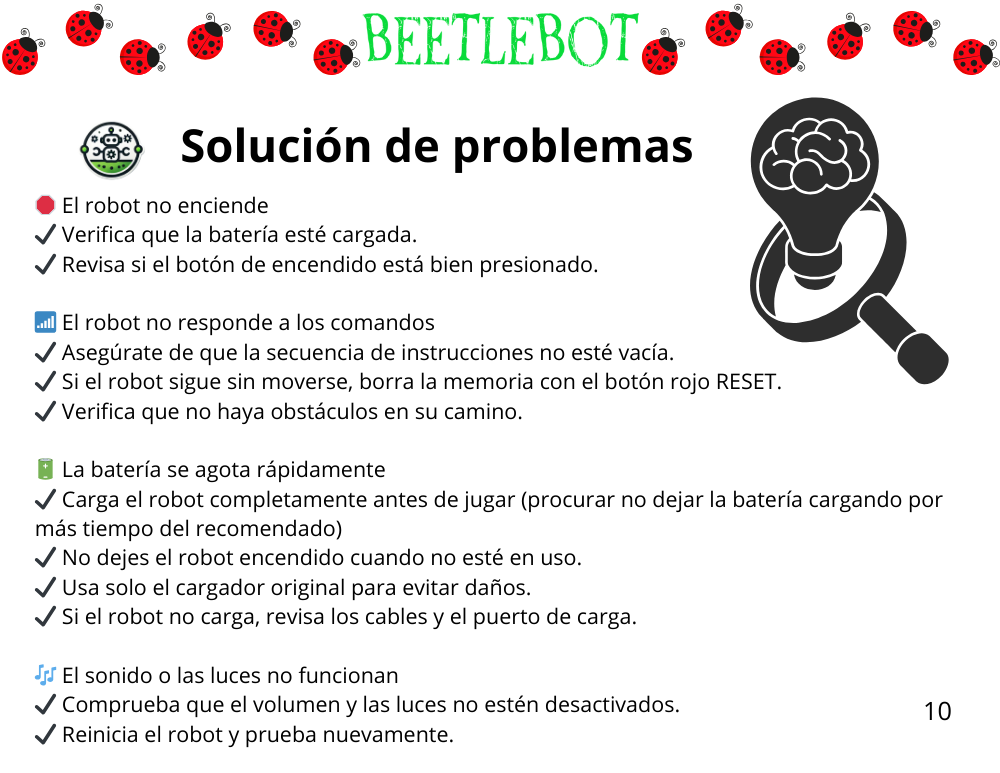 BEETLEBOT
Solución de problemas
🛑 El robot no enciende
✔ Verifica que la batería esté cargada.
✔ Revisa si el botón de encendido está bien presionado.
📶 El robot no responde a los comandos
✔ Asegúrate de que la secuencia de instrucciones no esté vacía.
✔ Si el robot sigue sin moverse, borra la memoria con el botón rojo RESET.
✔ Verifica que no haya obstáculos en su camino.
🔋 La batería se agota rápidamente
✔ Carga el robot completamente antes de jugar (procurar no dejar la batería cargando por
más tiempo del recomendado)
✔ No dejes el robot encendido cuando no esté en uso.
✔ Usa solo el cargador original para evitar daños.
✔ Si el robot no carga, revisa los cables y el puerto de carga.
🎶 El sonido o las luces no funcionan
✔ Comprueba que el volumen y las luces no estén desactivados.
✔ Reinicia el robot y prueba nuevamente.
10